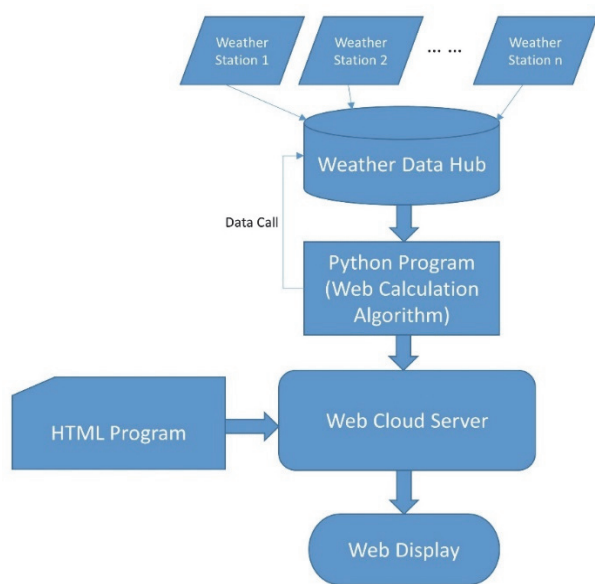 Weather
Station 1
Weather
Station 2
... ...
Weather
Station n
Weather Data Hub
Data Call
Python Program
(Web Calculation
Algorithm)
HTML Program
Web Cloud Server
Web Display